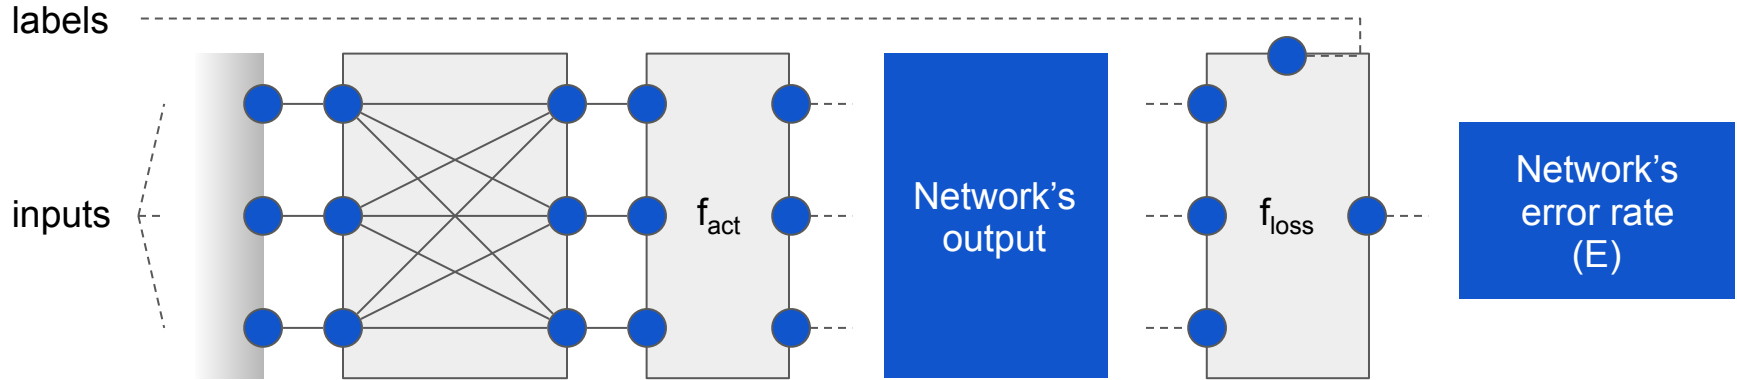 labels
inputs
fact
Network's
output
floss
Network's
error rate
(E)